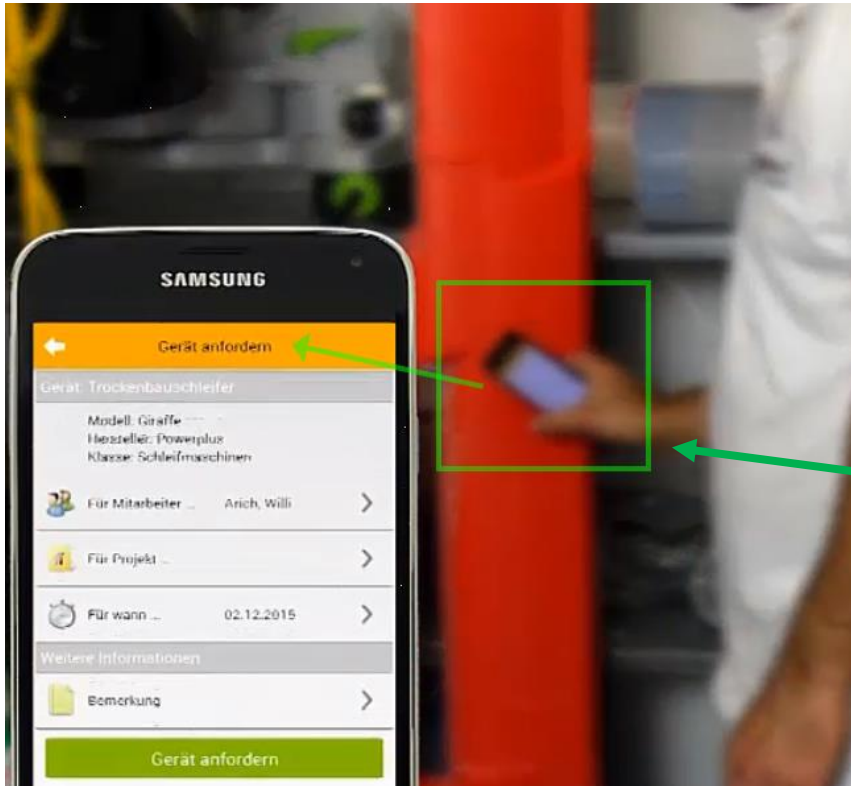 SAMSUNG
Gerät anfordern
Gerät: Trockenbauschleifer
Modell: Giraffe
Hersteller: Powerplus
Klasse: Schleifmaschinen
Für Mitarbeiter ... Arich, Willi
Für Projekt ...
Für wann ... 02.12.2015
Weitere Informationen
Bemerkung
Gerät anfordern